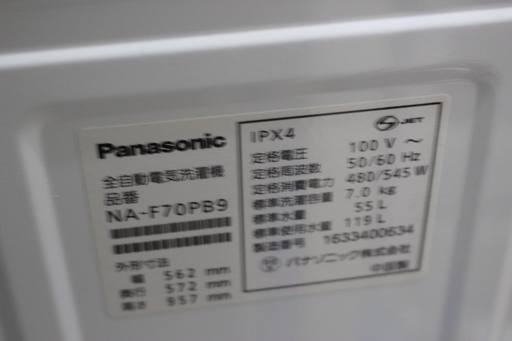 Panasonic
全自動電気洗濯機
品番
NA-F70PB9
外形寸法
幅 562 mm
奥行 572 mm
高さ 957 mm
IPX4
JET
定格電圧 100 V ～
定格周波数 50/60 Hz
定格消費電力 480/545 W
標準洗濯容量 7.0 kg
標準水量 55 L
標準使用水量 119 L
製造番号 1633400634
パナソニック株式会社
中国製